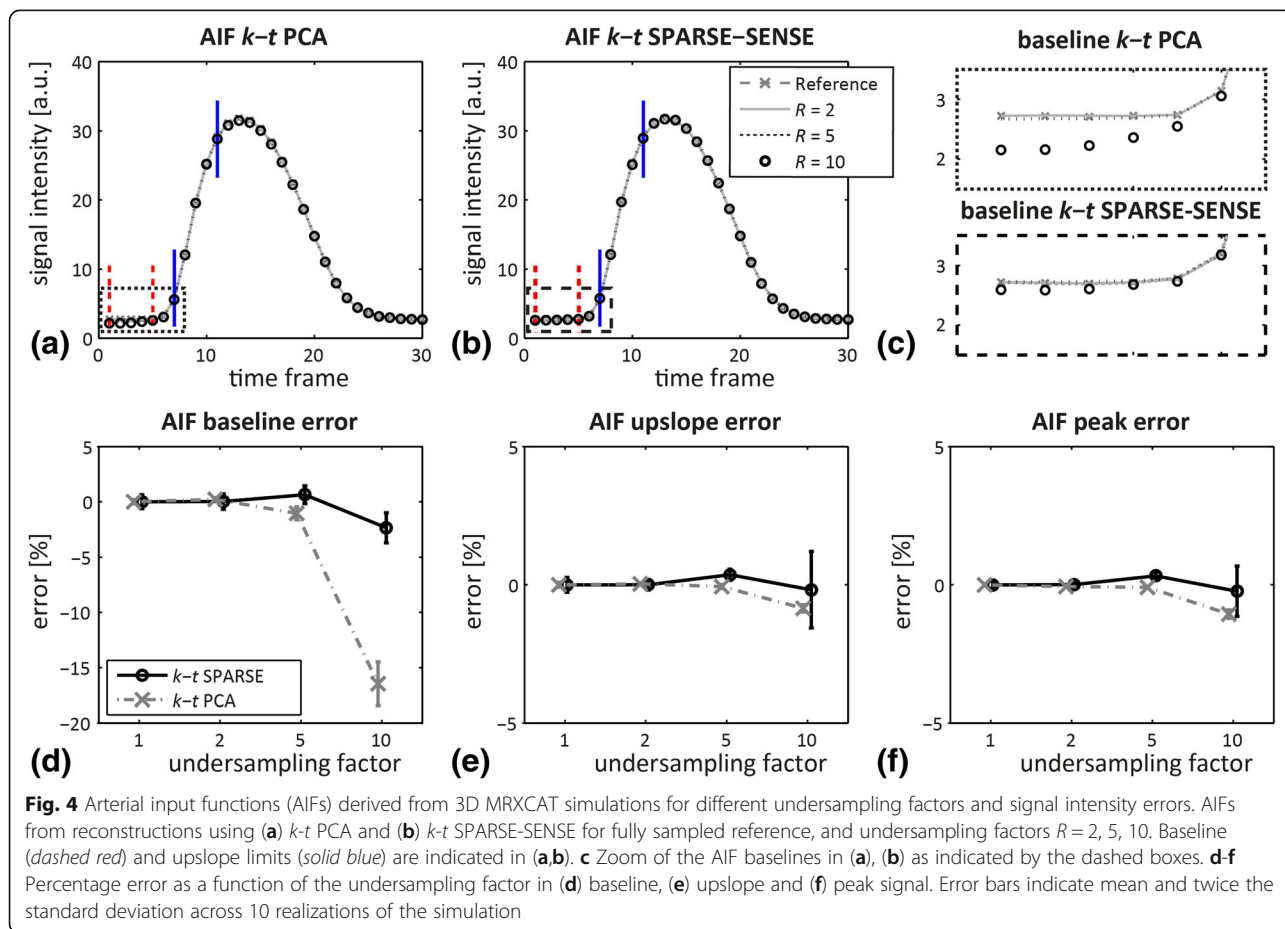 AIF k–t PCA
AIF k–t SPARSE–SENSE
baseline k–t PCA
signal intensity [a.u.]
40
30
20
10
0
0
10
20
30
time frame
(a)
signal intensity [a.u.]
40
30
20
10
0
0
10
20
30
time frame
(b)
Reference
R = 2
R = 5
R = 10
3
2
baseline k–t SPARSE-SENSE
3
2
(c)
AIF baseline error
error [%]
5
0
−5
−10
−15
−20
k–t SPARSE
k–t PCA
1
2
5
10
undersampling factor
(d)
AIF upslope error
error [%]
5
0
−5
1
2
5
10
undersampling factor
(e)
AIF peak error
error [%]
5
0
−5
1
2
5
10
undersampling factor
(f)
Fig. 4 Arterial input functions (AIFs) derived from 3D MRXCAT simulations for different undersampling factors and signal intensity errors. AIFs
from reconstructions using (a) k-t PCA and (b) k-t SPARSE-SENSE for fully sampled reference, and undersampling factors R = 2, 5, 10. Baseline
(dashed red) and upslope limits (solid blue) are indicated in (a,b). c Zoom of the AIF baselines in (a), (b) as indicated by the dashed boxes. d-f
Percentage error as a function of the undersampling factor in (d) baseline, (e) upslope and (f) peak signal. Error bars indicate mean and twice the
standard deviation across 10 realizations of the simulation